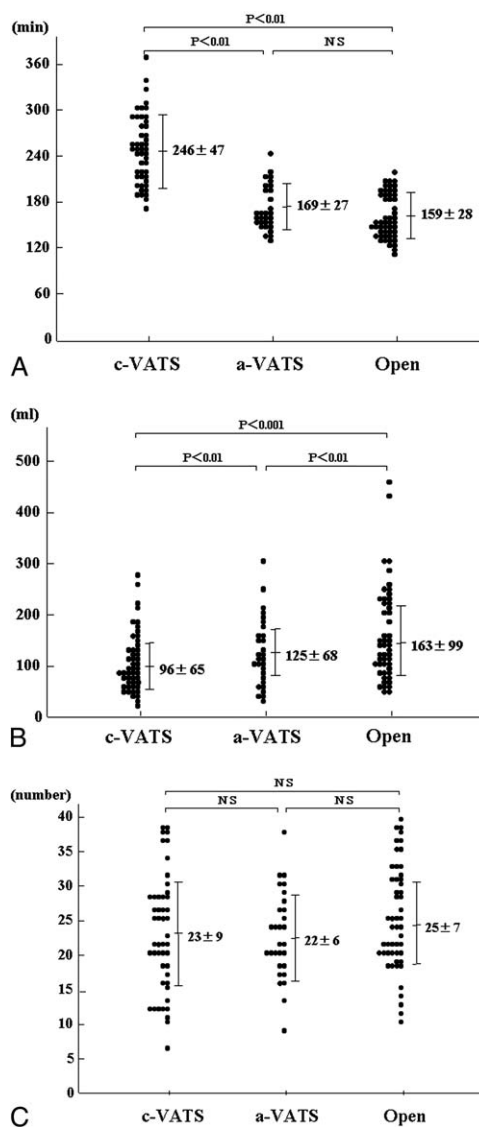 (min)
P<0.01
P<0.01 NS
360
300
240
180
120
60
0
246±47
169±27
159±28
c-VATS a-VATS Open
A
(ml)
P<0.001
P<0.01 P<0.01
500
400
300
200
100
0
96±65
125±68
163±99
c-VATS a-VATS Open
B
(number)
NS
NS NS
40
35
30
25
20
15
10
5
0
23±9
22±6
25±7
c-VATS a-VATS Open
C